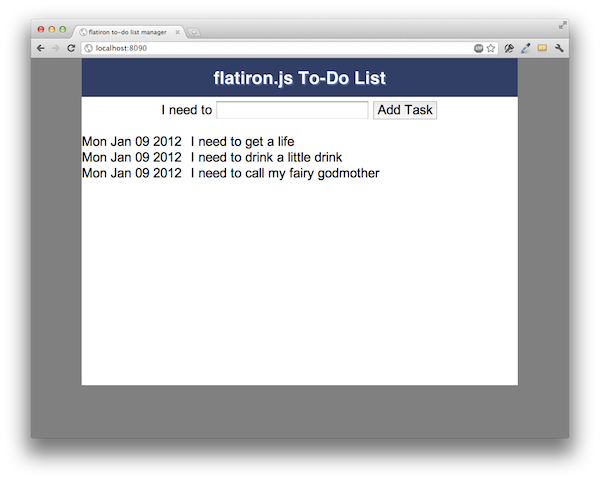 flatiron to-do list manager
localhost:8090
flatiron.js To-Do List
I need to Add Task
Mon Jan 09 2012 I need to get a life
Mon Jan 09 2012 I need to drink a little drink
Mon Jan 09 2012 I need to call my fairy godmother